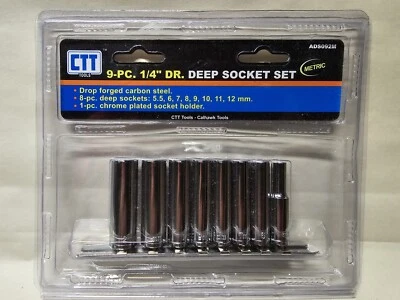 CTT
TOOLS
ADS092M
9-PC. 1/4" DR. DEEP SOCKET SET
METRIC
• Drop forged carbon steel.
• 8-pc. deep sockets: 5.5, 6, 7, 8, 9, 10, 11, 12 mm.
• 1-pc. chrome plated socket holder.
CTT Tools - Calhawk Tools